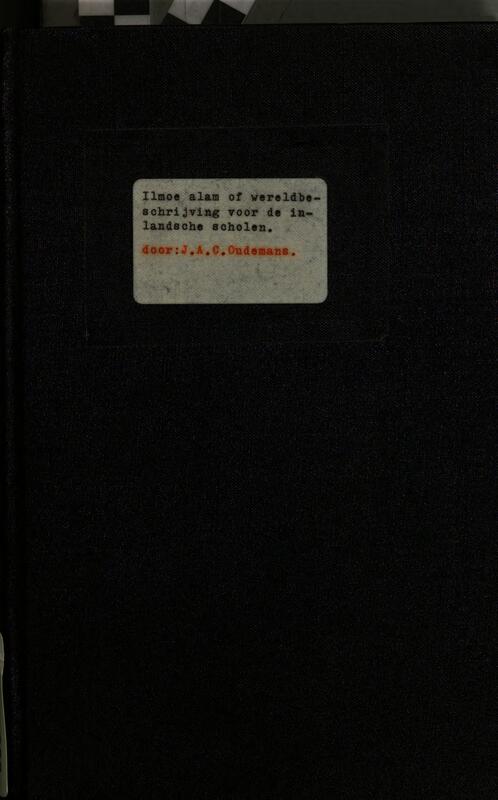 Ilmoe alam of wereldbe-
schrijving voor de in-
landsche scholen.
door:J.A.C.Oudemans.